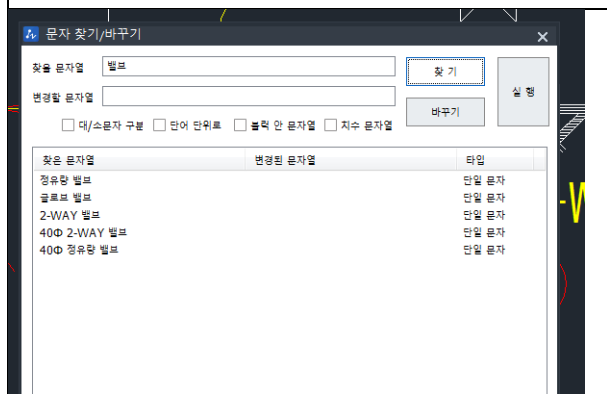 문자 찾기/바꾸기
찾을 문자열 밸브 찾 기
실 행
변경할 문자열 바꾸기
대/소문자 구분 단어 단위로 블럭 안 문자열 치수 문자열
찾은 문자열 변경된 문자열 타입
정유량 밸브 단일 문자
글로브 밸브 단일 문자
2-WAY 밸브 단일 문자
40Φ 2-WAY 밸브 단일 문자
40Φ 정유량 밸브 단일 문자